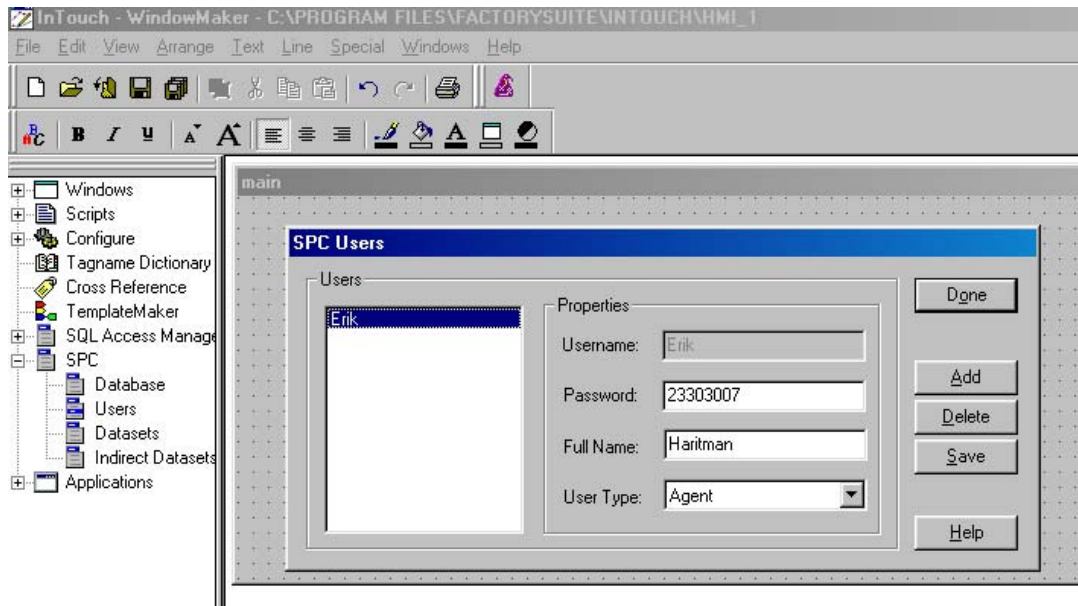 InTouch - WindowMaker - C:\PROGRAM FILES\FACTORYSUITE\INTOUCH\HMI_1
File Edit View Arrange Text Line Special Windows Help
Windows
Scripts
Configure
Tagname Dictionary
Cross Reference
TemplateMaker
SQL Access Manage
SPC
Database
Users
Datasets
Indirect Datasets
Applications
main
SPC Users
Users
Erik
Properties
Username: Erik
Password: 23303007
Full Name: Haritman
User Type: Agent
Done
Add
Delete
Save
Help